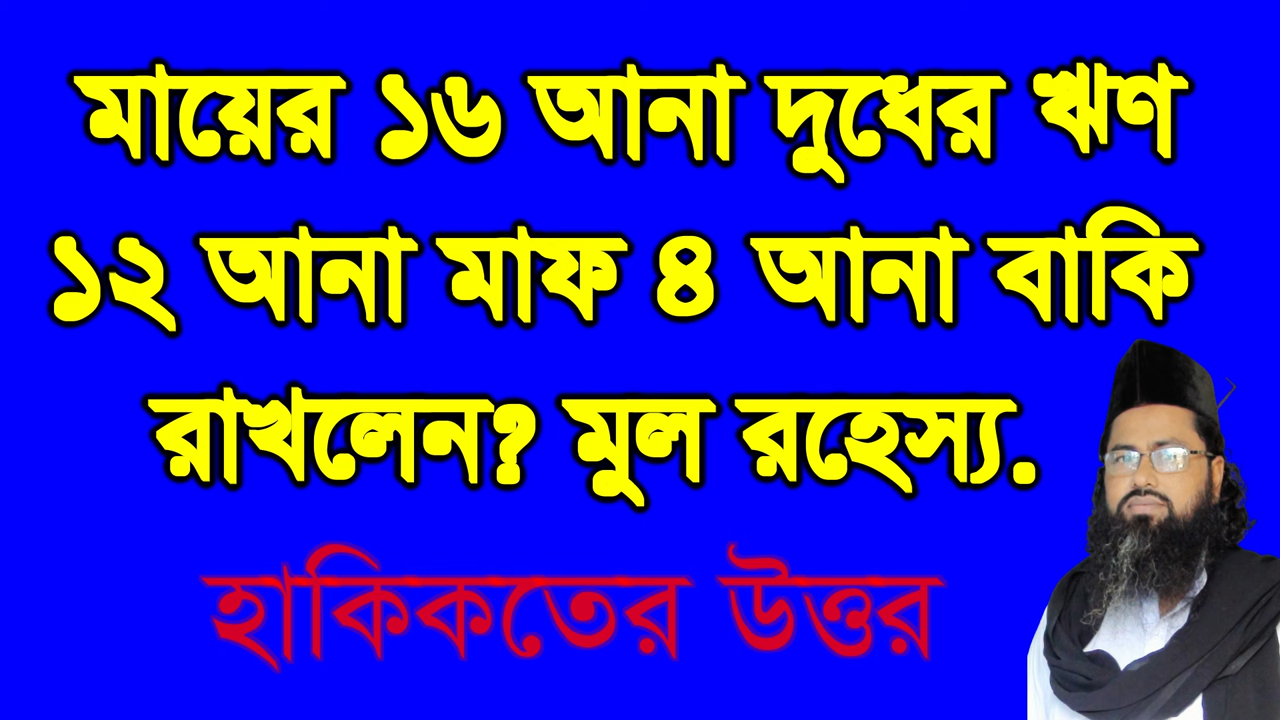 মায়ের ১৬ আনা দুধের ঋণ
১২ আনা মাফ ৪ আনা বাকি
রাখলেন? মুল রহেস্য.
হাকিকতের উত্তর